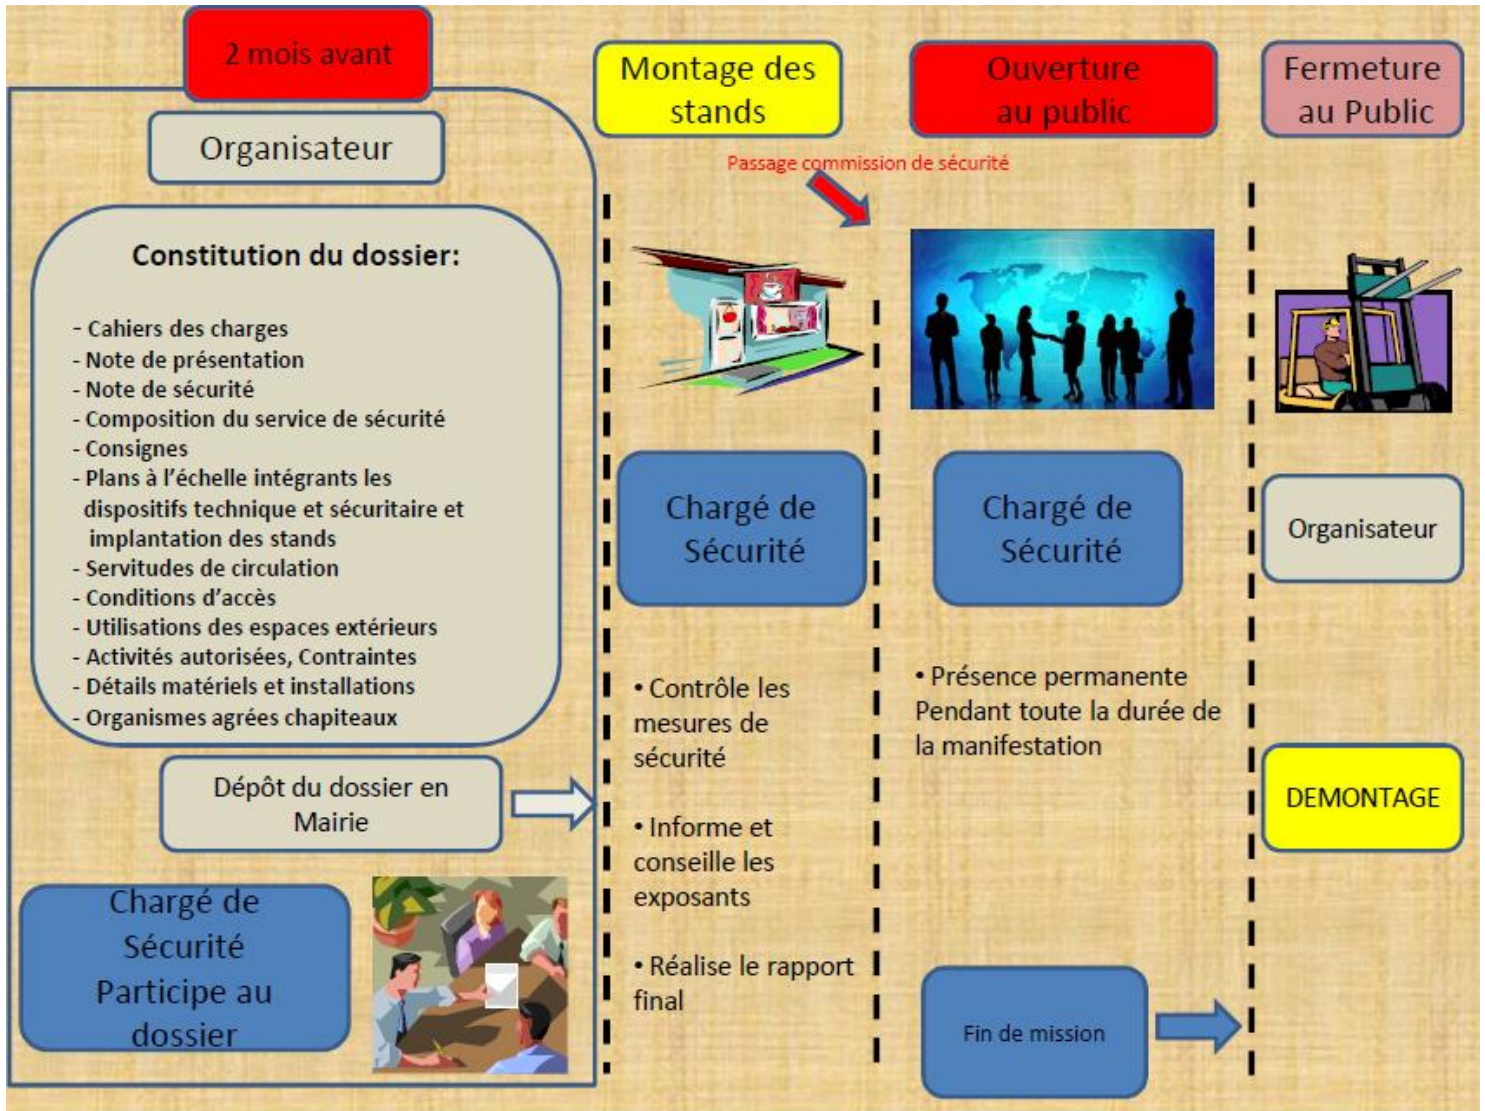 2 mois avant
Organisateur
Constitution du dossier:
- Cahiers des charges
- Note de présentation
- Note de sécurité
- Composition du service de sécurité
- Consignes
- Plans à l'échelle intégrants les
dispositifs technique et sécuritaire et
implantation des stands
- Servitudes de circulation
- Conditions d'accès
- Utilisations des espaces extérieurs
- Activités autorisées, Contraintes
- Détails matériels et installations
- Organismes agrées chapiteaux
Dépôt du dossier en
Mairie
Chargé de
Sécurité
Participe au
dossier
Montage des
stands
Passage commission de sécurité
Chargé de
Sécurité
• Contrôle les
mesures de
sécurité
• Informe et
conseille les
exposants
• Réalise le rapport
final
Ouverture
au public
Chargé de
Sécurité
• Présence permanente
Pendant toute la durée de
la manifestation
Fin de mission
Fermeture
au Public
Organisateur
DEMONTAGE